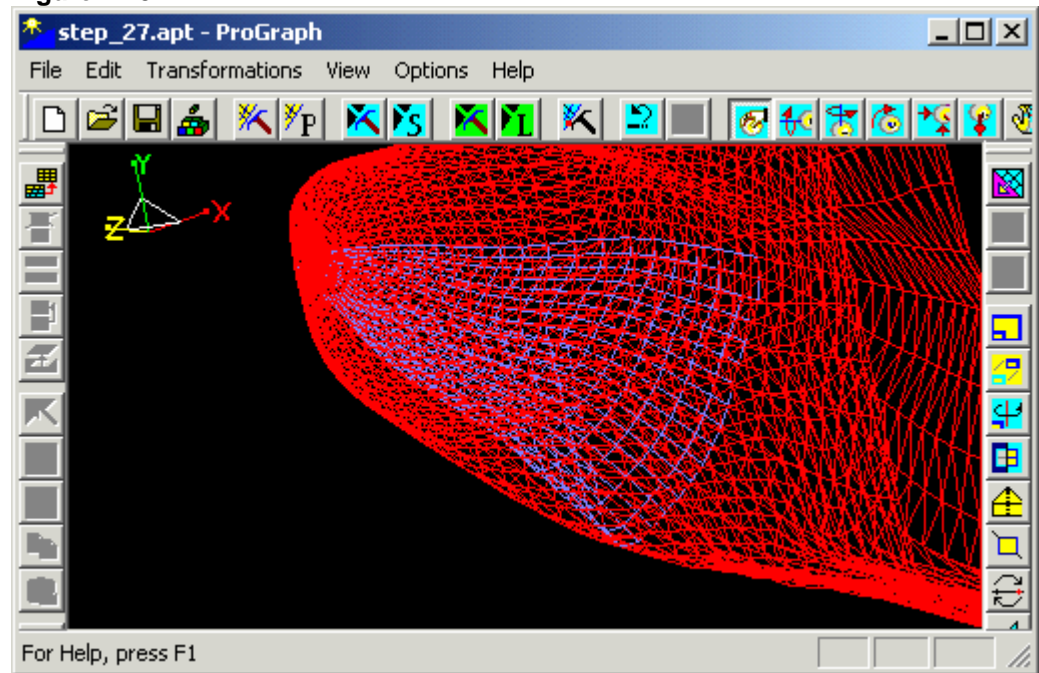 step_27.apt - ProGraph
File Edit Transformations View Options Help
P S L
Y
X
Z
For Help, press F1